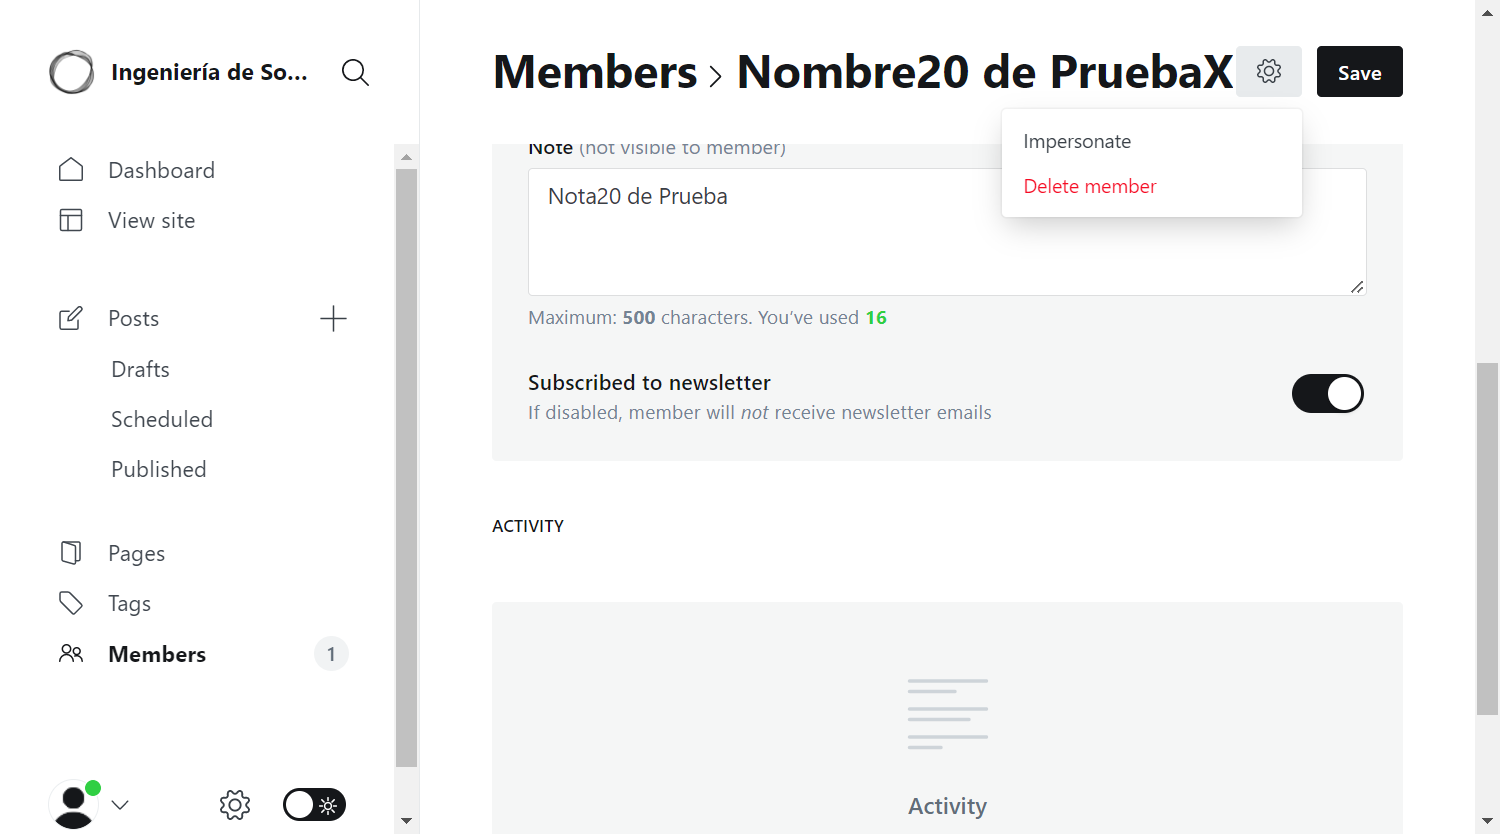 Ingeniería de So...
Dashboard
View site
Posts
Drafts
Scheduled
Published
Pages
Tags
Members 1
Members > Nombre20 de PruebaX
Save
Impersonate
Delete member
Note (not visible to member)
Nota20 de Prueba
Maximum: 500 characters. You’ve used 16
Subscribed to newsletter
If disabled, member will not receive newsletter emails
ACTIVITY
Activity